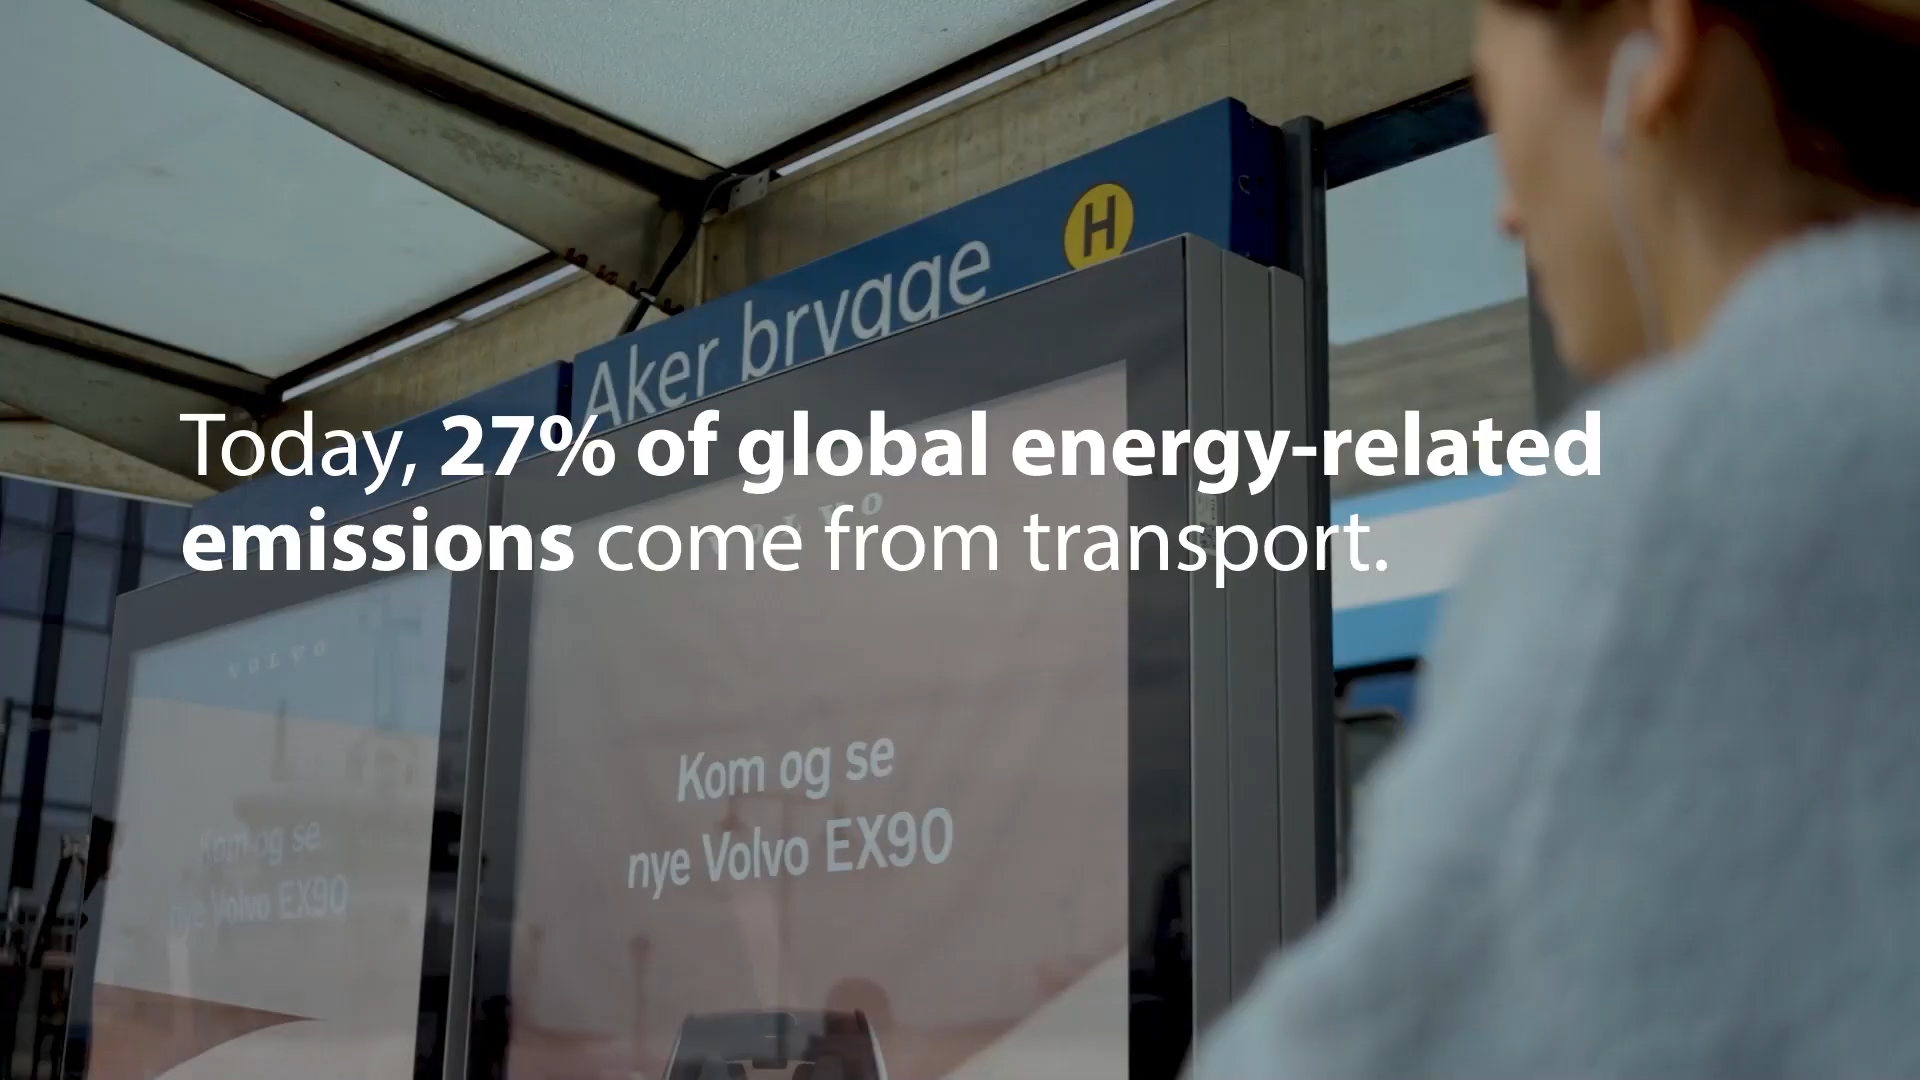 H
Aker brygge
Today, 27% of global energy-related
emissions come from transport.
VOLVO
VOLVO
Kom og se
nye Volvo EX90
Kom og se
nye Volvo EX90